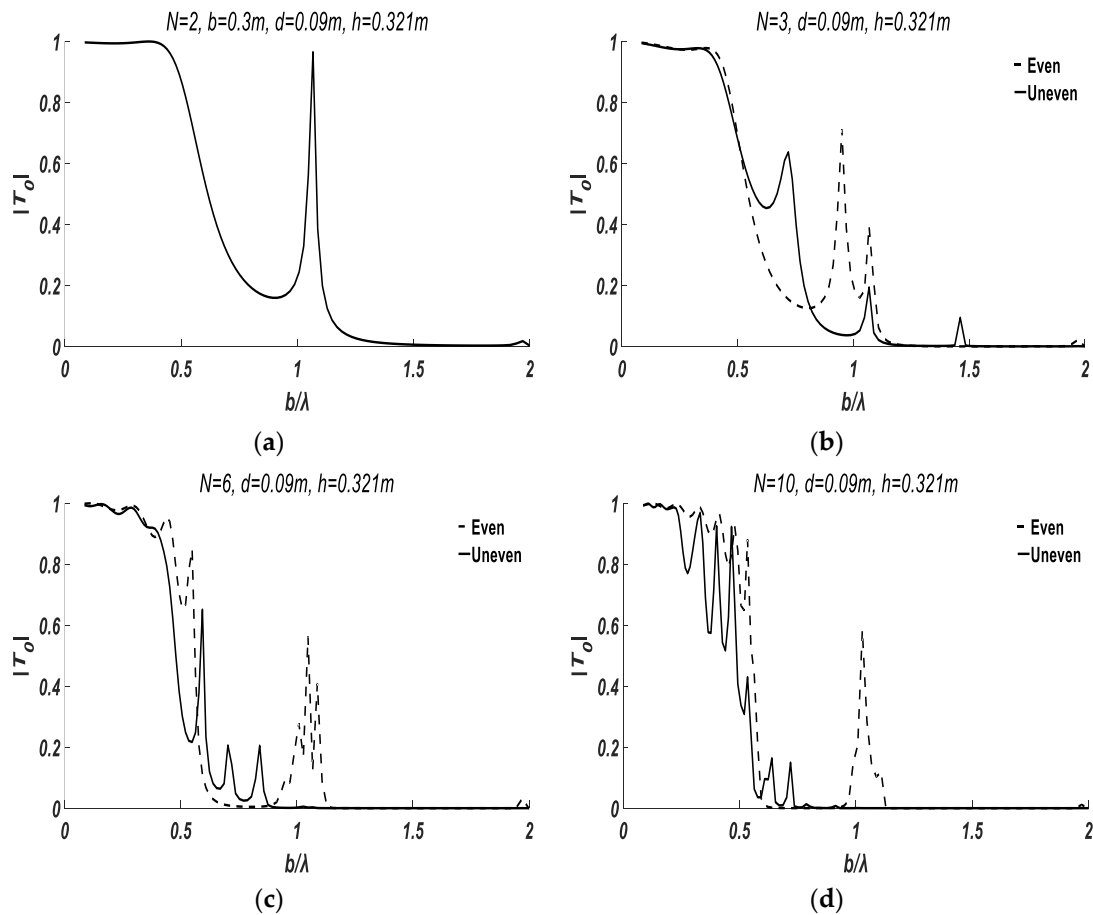 N=2, b=0.3m, d=0.09m, h=0.321m
1
0.8
0.6
0.4
0.2
0
|T_o|
0 0.5 1 1.5 2
b/λ
(a)
N=3, d=0.09m, h=0.321m
1
0.8
0.6
0.4
0.2
0
|T_o|
Even
Uneven
0 0.5 1 1.5 2
b/λ
(b)
N=6, d=0.09m, h=0.321m
1
0.8
0.6
0.4
0.2
0
|T_o|
Even
Uneven
0 0.5 1 1.5 2
b/λ
(c)
N=10, d=0.09m, h=0.321m
1
0.8
0.6
0.4
0.2
0
|T_o|
Even
Uneven
0 0.5 1 1.5 2
b/λ
(d)